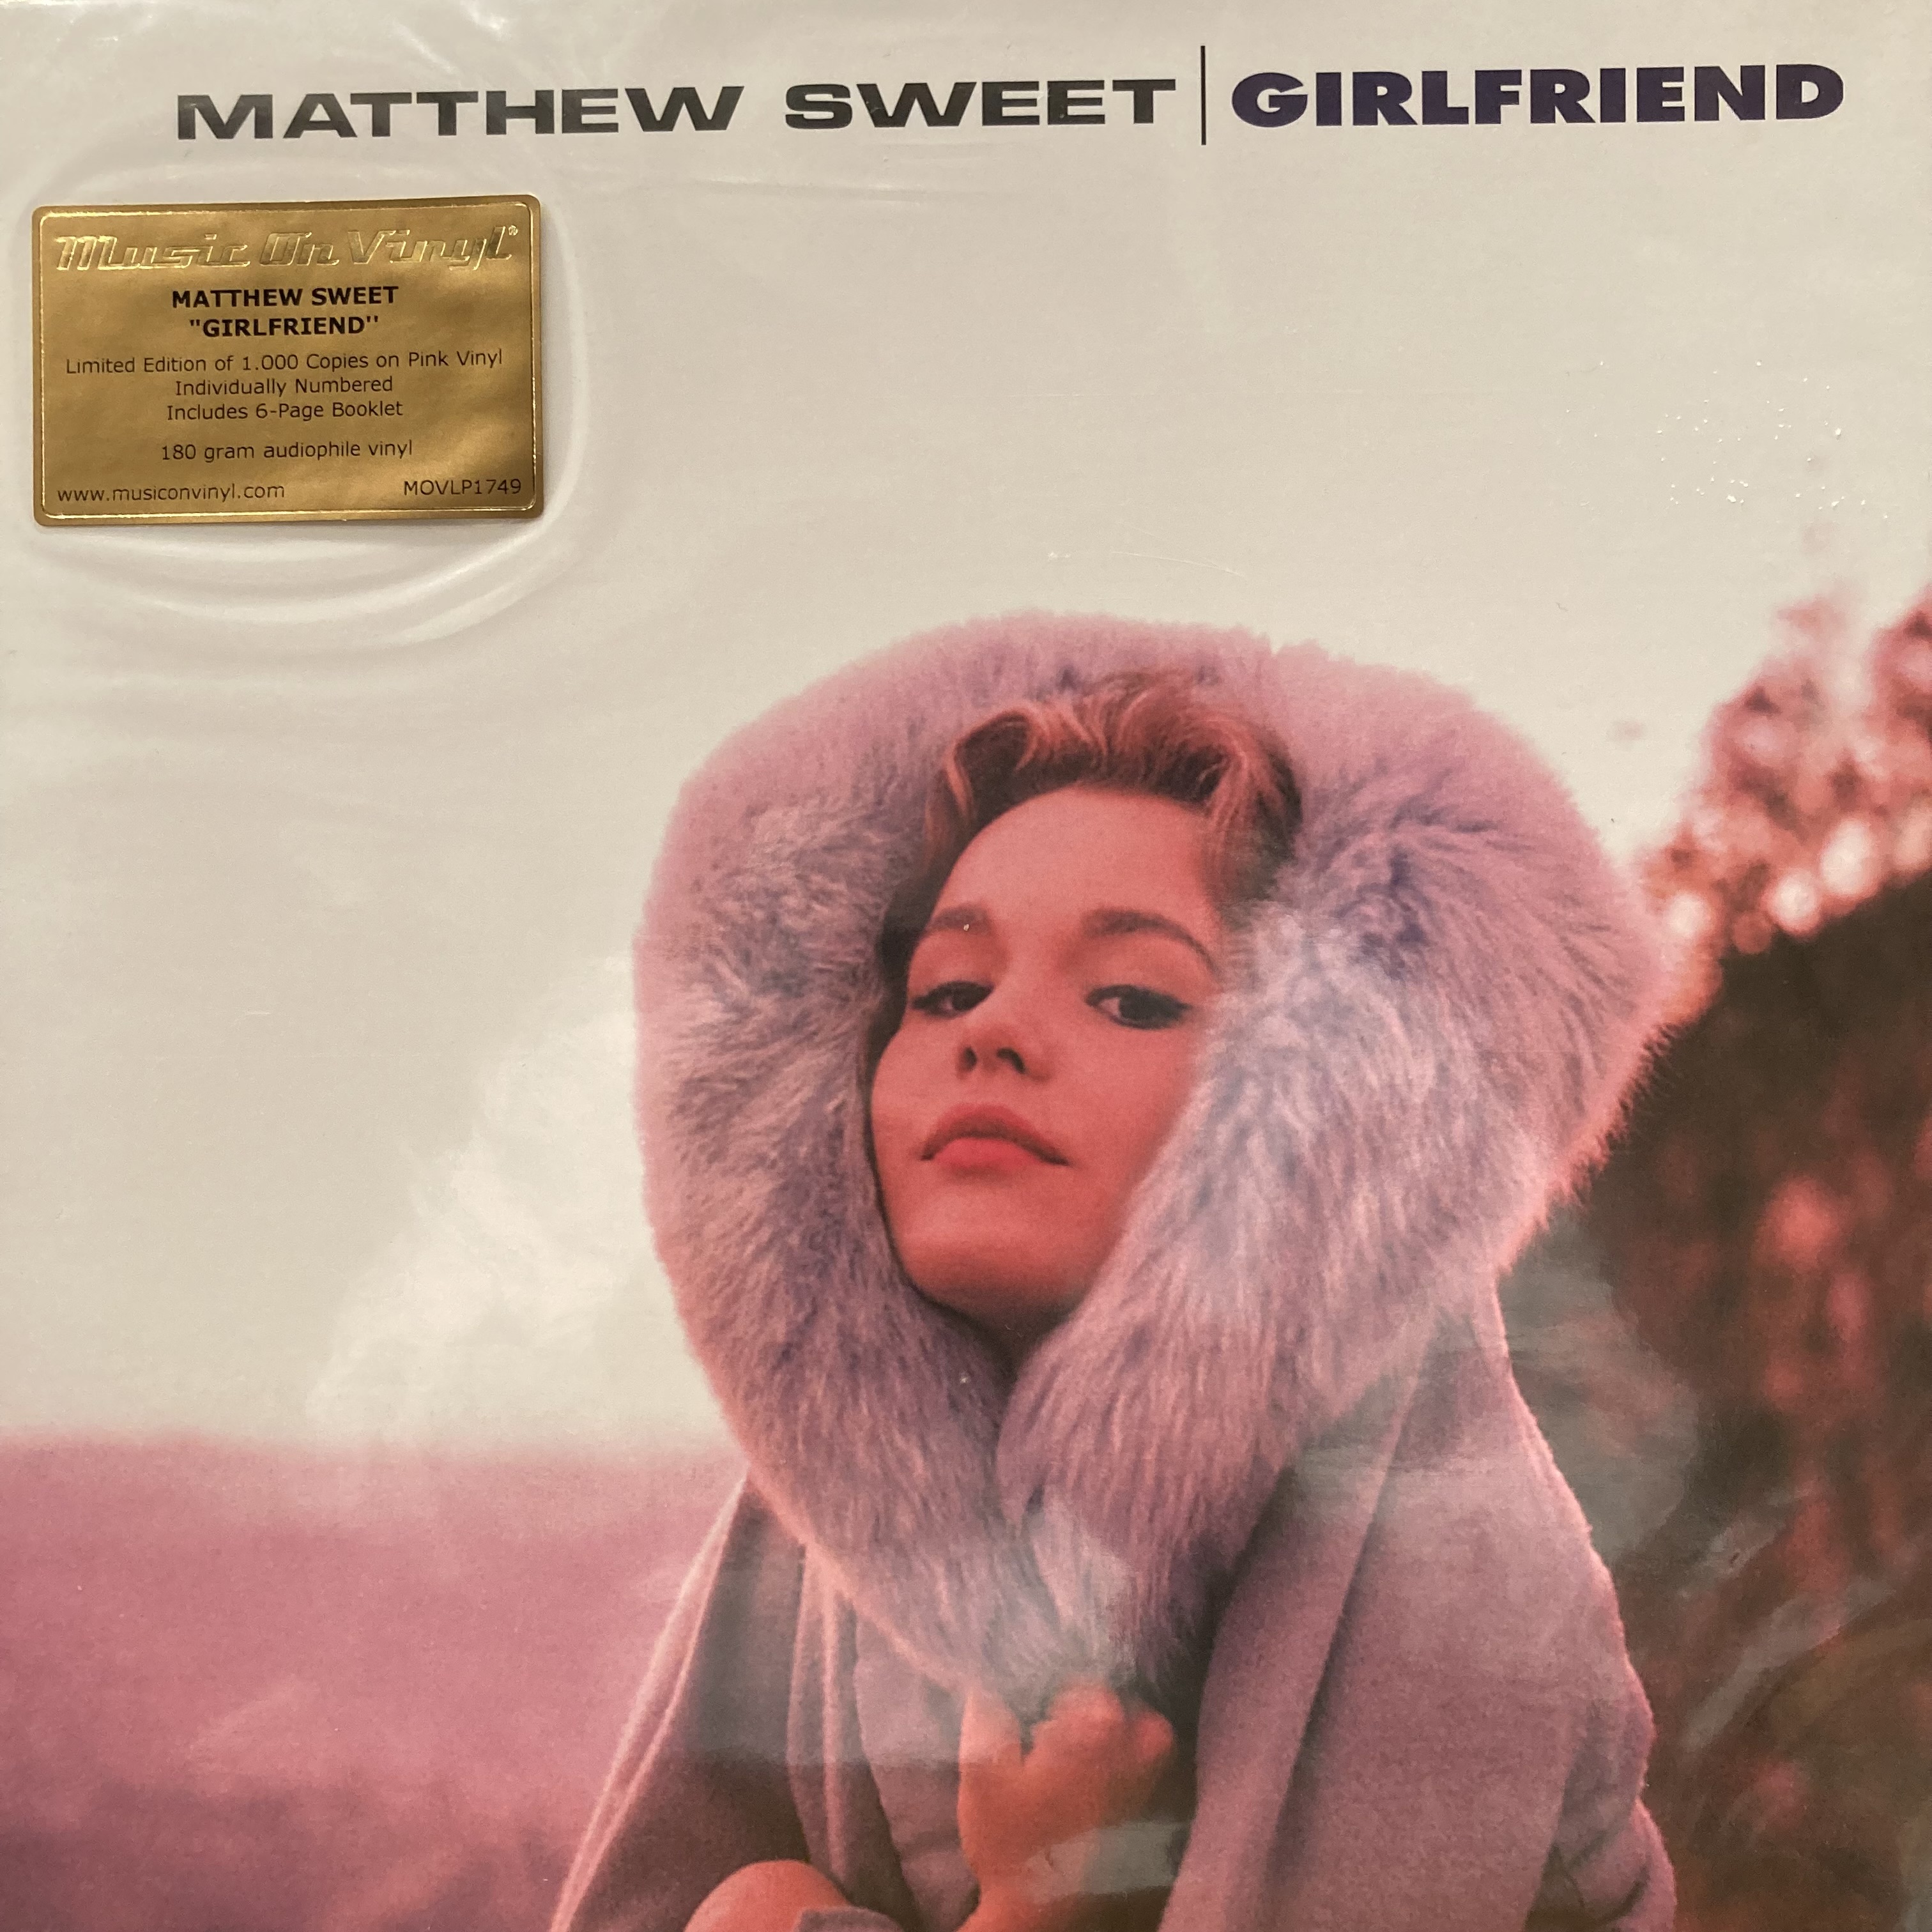 MATTHEW SWEET | GIRLFRIEND
Music On Vinyl®
MATTHEW SWEET
"GIRLFRIEND"
Limited Edition of 1.000 Copies on Pink Vinyl
Individually Numbered
Includes 6-Page Booklet
180 gram audiophile vinyl
www.musiconvinyl.com MOVLP1749